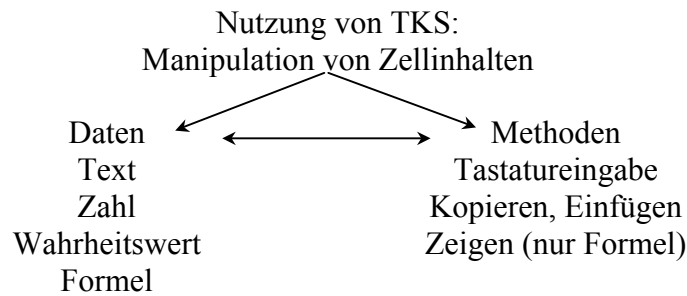 Nutzung von TKS:
Manipulation von Zellinhalten
Daten
Text
Zahl
Wahrheitswert
Formel
Methoden
Tastatureingabe
Kopieren, Einfügen
Zeigen (nur Formel)